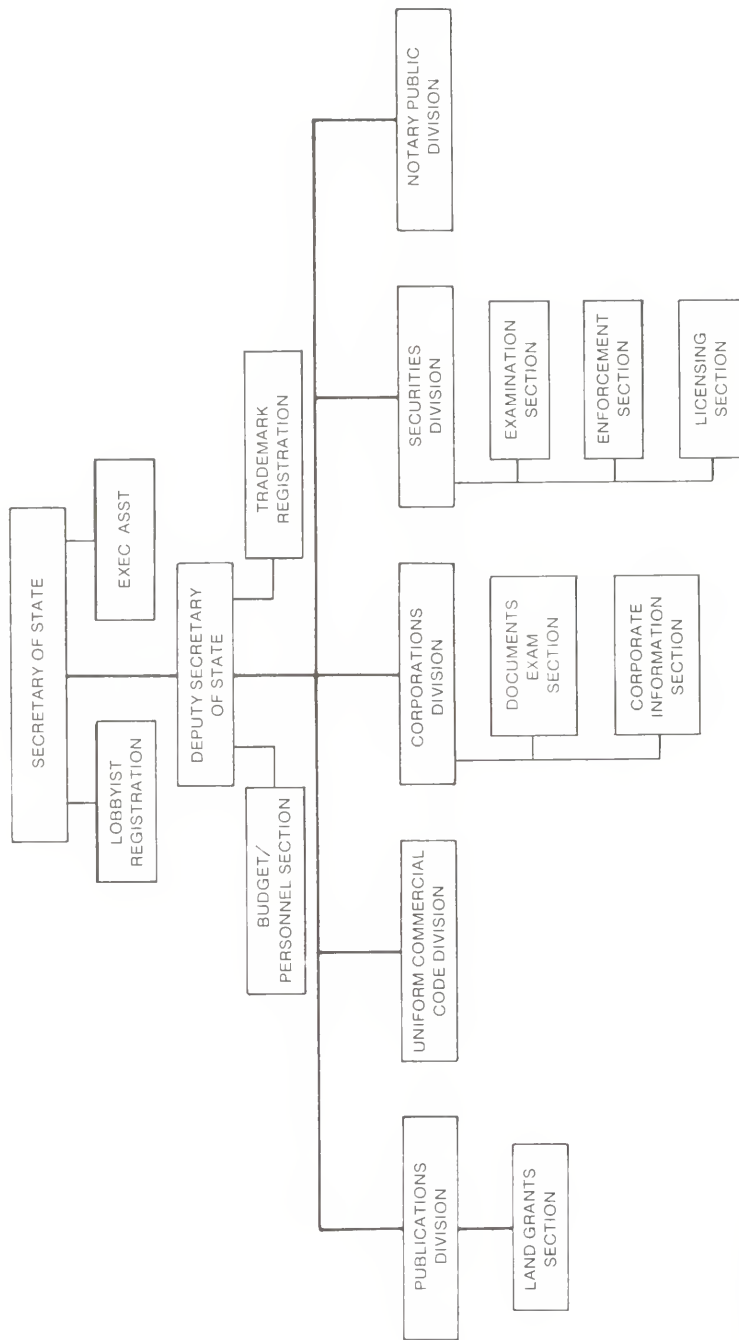 SECRETARY OF STATE
LOBBYIST
REGISTRATION
EXEC ASST
DEPUTY SECRETARY
OF STATE
BUDGET/
PERSONNEL SECTION
TRADEMARK
REGISTRATION
PUBLICATIONS
DIVISION
UNIFORM COMMERCIAL
CODE DIVISION
CORPORATIONS
DIVISION
SECURITIES
DIVISION
NOTARY PUBLIC
DIVISION
LAND GRANTS
SECTION
DOCUMENTS
EXAM
SECTION
CORPORATE
INFORMATION
SECTION
EXAMINATION
SECTION
ENFORCEMENT
SECTION
LICENSING
SECTION